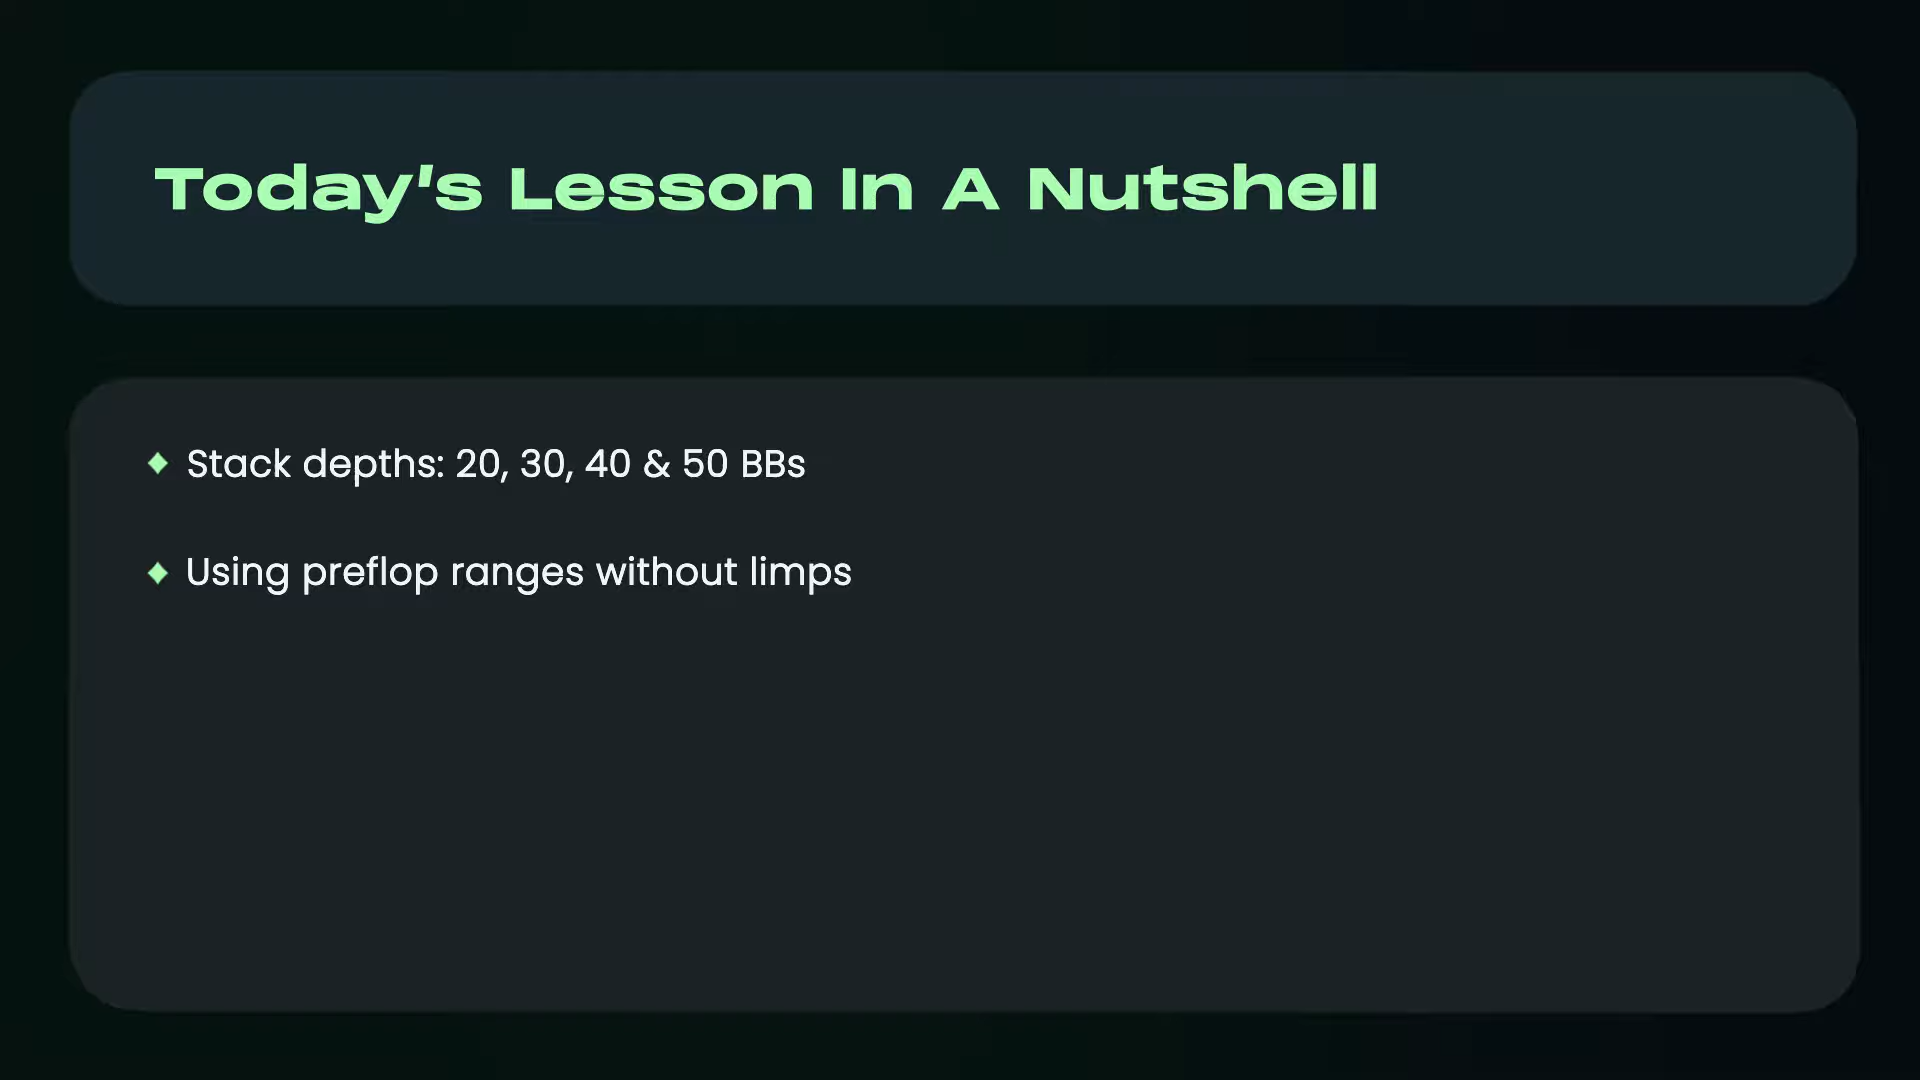 Today's Lesson In A Nutshell
Stack depths: 20, 30, 40 & 50 BBs
Using preflop ranges without limps